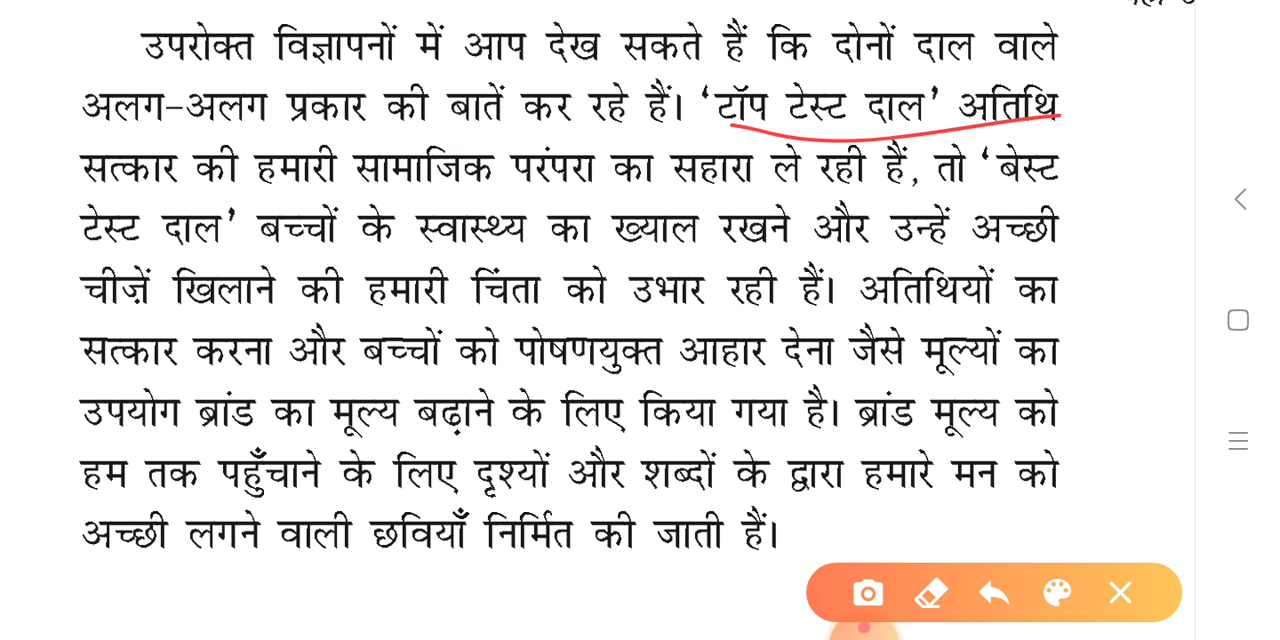 उपरोक्त विज्ञापनों में आप देख सकते हैं कि दोनों दाल वाले
अलग-अलग प्रकार की बातें कर रहे हैं। ‘टॉप टेस्ट दाल’ अतिथि
सत्कार की हमारी सामाजिक परंपरा का सहारा ले रही हैं, तो ‘बेस्ट
टेस्ट दाल’ बच्चों के स्वास्थ्य का ख्याल रखने और उन्हें अच्छी
चीज़ें खिलाने की हमारी चिंता को उभार रही हैं। अतिथियों का
सत्कार करना और बच्चों को पोषणयुक्त आहार देना जैसे मूल्यों का
उपयोग ब्रांड का मूल्य बढ़ाने के लिए किया गया है। ब्रांड मूल्य को
हम तक पहुँचाने के लिए दृश्यों और शब्दों के द्वारा हमारे मन को
अच्छी लगने वाली छवियाँ निर्मित की जाती हैं।